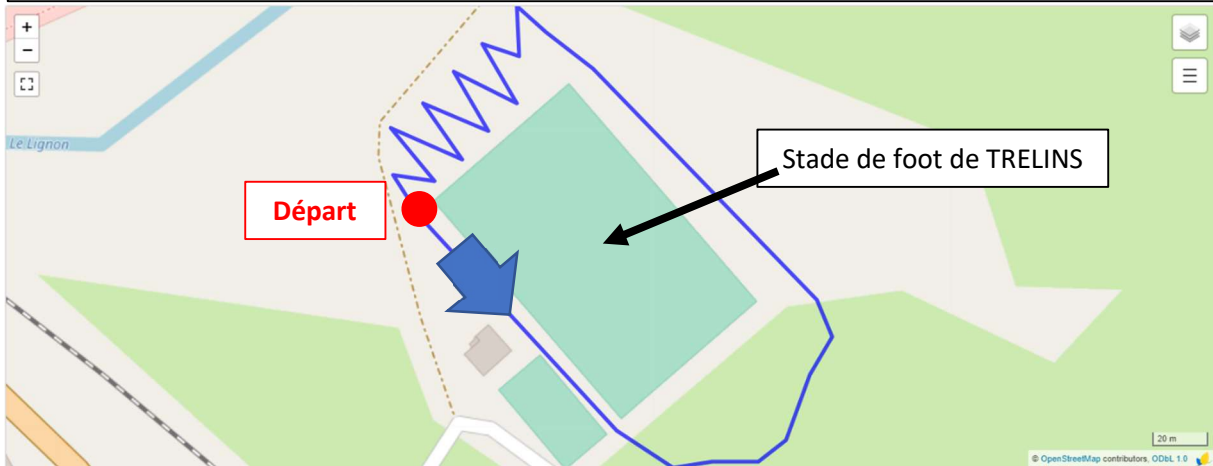 +
−
Le Lignon
Stade de foot de TRELINS
Départ
20 m
© OpenStreetMap contributors, ODbL 1.0